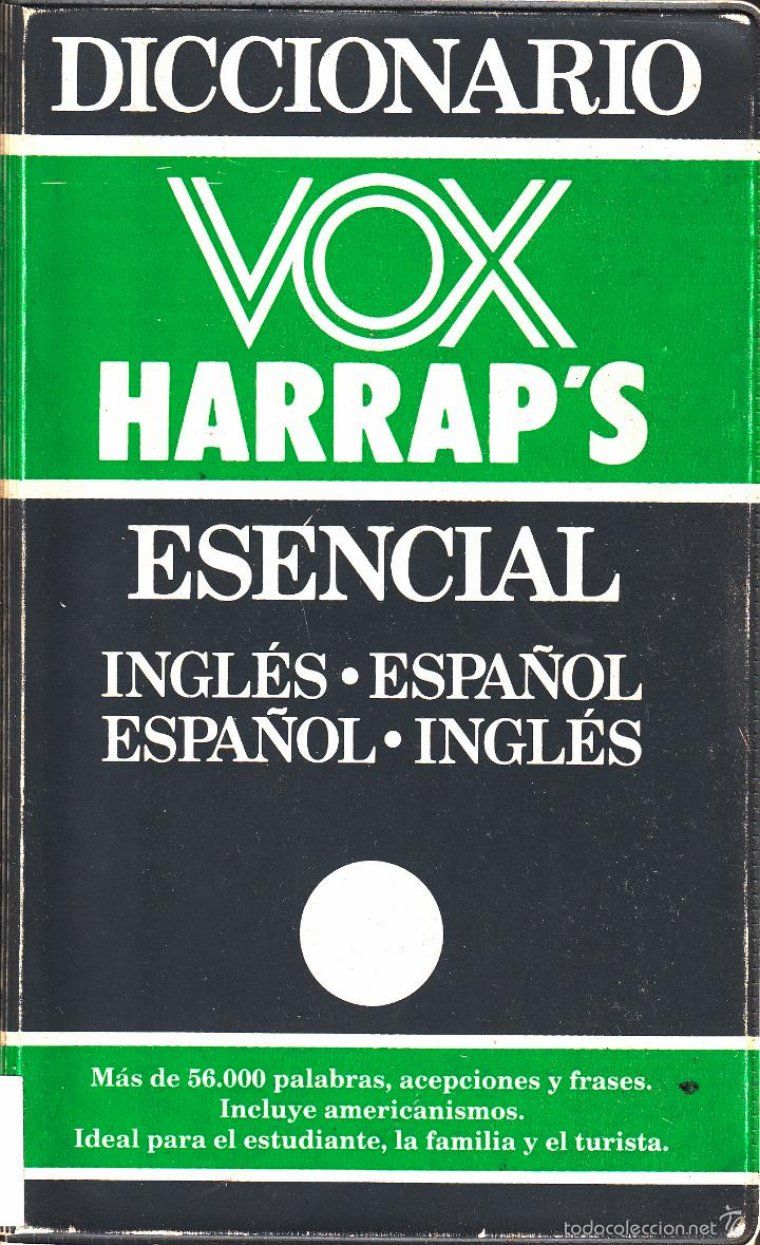 DICCIONARIO
VOX
HARRAP'S
ESENCIAL
INGLÉS • ESPAÑOL
ESPAÑOL • INGLÉS
Más de 56.000 palabras, acepciones y frases.
Incluye americanismos.
Ideal para el estudiante, la familia y el turista.
todocoleccion.net